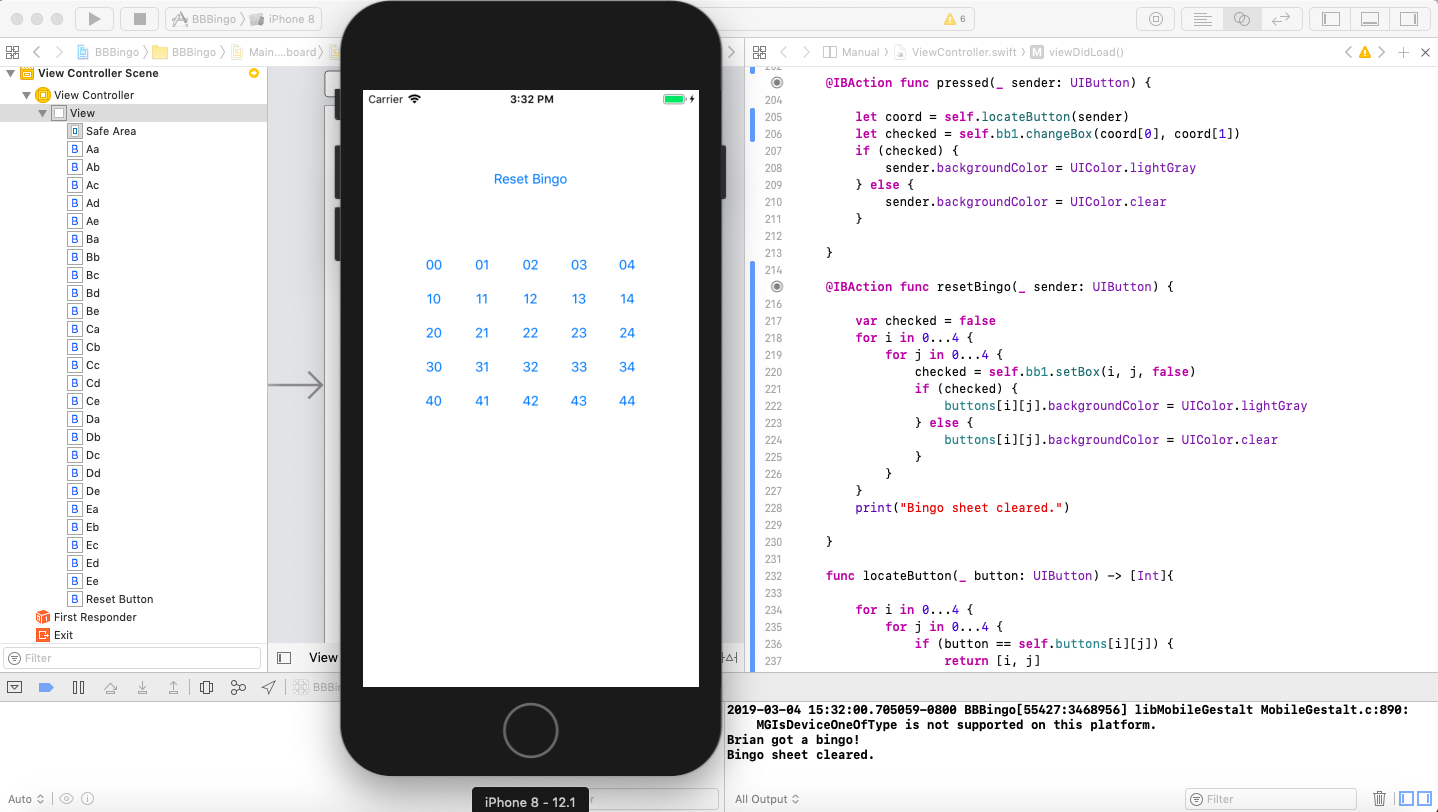 BBBingo iPhone 8 6
BBBingo BBBingo Main....board
Manual ViewController.swift M viewDidLoad()
View Controller Scene
View Controller
View
Safe Area
B Aa
B Ab
B Ac
B Ad
B Ae
B Ba
B Bb
B Bc
B Bd
B Be
B Ca
B Cb
B Cc
B Cd
B Ce
B Da
B Db
B Dc
B Dd
B De
B Ea
B Eb
B Ec
B Ed
B Ee
B Reset Button
First Responder
Exit
Filter
View
Carrier 3:32 PM
Reset Bingo
00 01 02 03 04
10 11 12 13 14
20 21 22 23 24
30 31 32 33 34
40 41 42 43 44
iPhone 8 - 12.1
@IBAction func pressed(_ sender: UIButton) {
204
205 let coord = self.locateButton(sender)
206 let checked = self.bb1.changeBox(coord[0], coord[1])
207 if (checked) {
208 sender.backgroundColor = UIColor.lightGray
209 } else {
210 sender.backgroundColor = UIColor.clear
211 }
212
213 }
214
@IBAction func resetBingo(_ sender: UIButton) {
216
217 var checked = false
218 for i in 0...4 {
219 for j in 0...4 {
220 checked = self.bb1.setBox(i, j, false)
221 if (checked) {
222 buttons[i][j].backgroundColor = UIColor.lightGray
223 } else {
224 buttons[i][j].backgroundColor = UIColor.clear
225 }
226 }
227 }
228 print("Bingo sheet cleared.")
229
230 }
231
232 func locateButton(_ button: UIButton) -> [Int]{
233
234 for i in 0...4 {
235 for j in 0...4 {
236 if (button == self.buttons[i][j]) {
237 return [i, j]
2019-03-04 15:32:00.705059-0800 BBBingo[55427:3468956] libMobileGestalt MobileGestalt.c:890:
MGIsDeviceOneOfType is not supported on this platform.
Brian got a bingo!
Bingo sheet cleared.
Auto
All Output
Filter